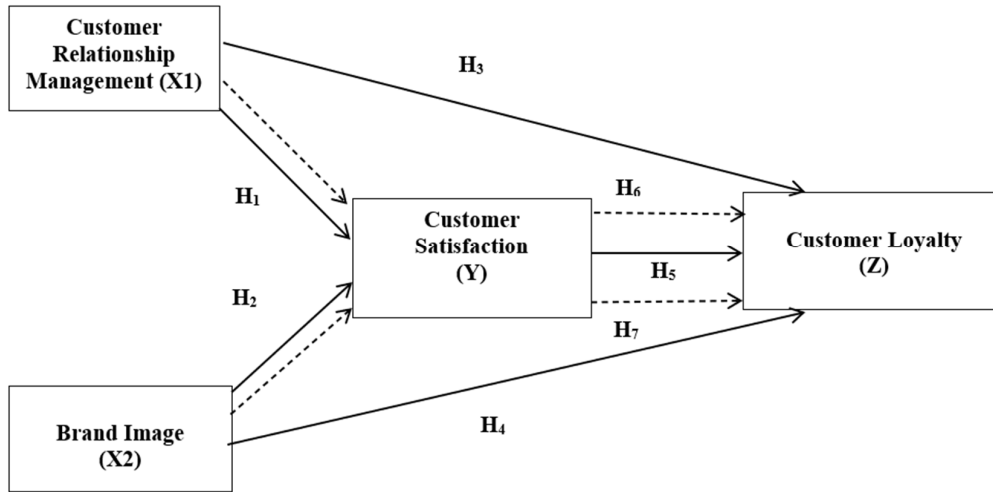 Customer
Relationship
Management (X1)
H₃
H₁
H₆
Customer
Satisfaction
(Y)
Customer Loyalty
(Z)
H₅
H₂
H₇
Brand Image
(X2)
H₄